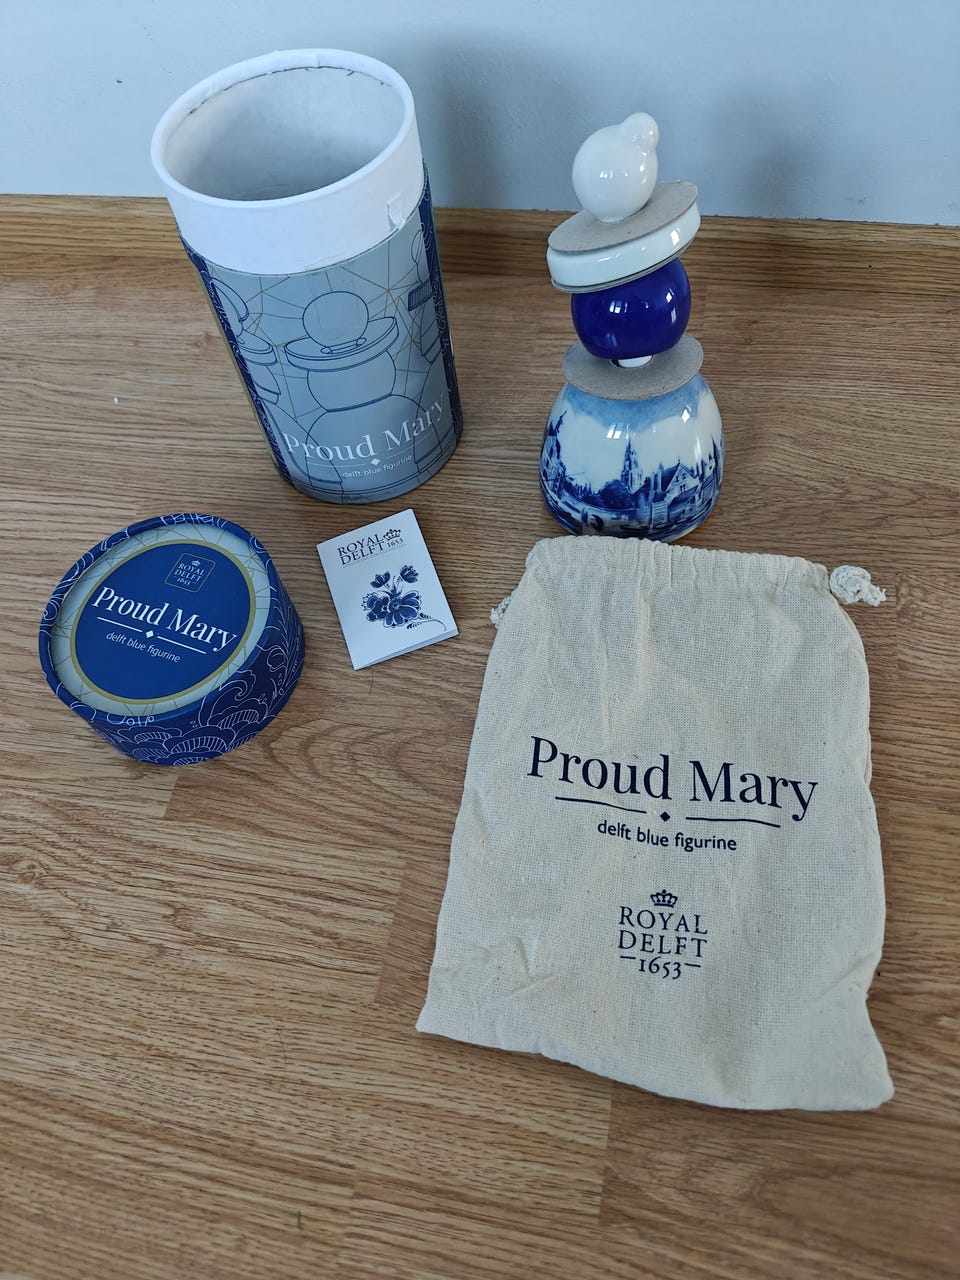 Proud Mary
delft blue figurine
ROYAL
DELFT 1653
ROYAL
DELFT
1653
Proud Mary
delft blue figurine
Proud Mary
delft blue figurine
ROYAL
DELFT
1653